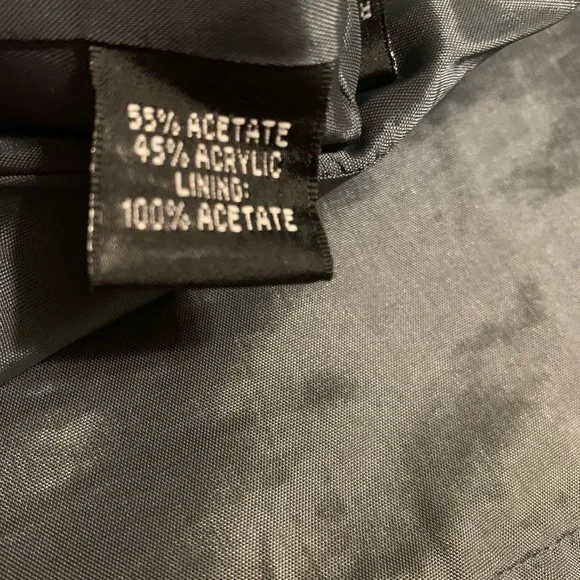 55% ACETATE
45% ACRYLIC
LINING:
100% ACETATE